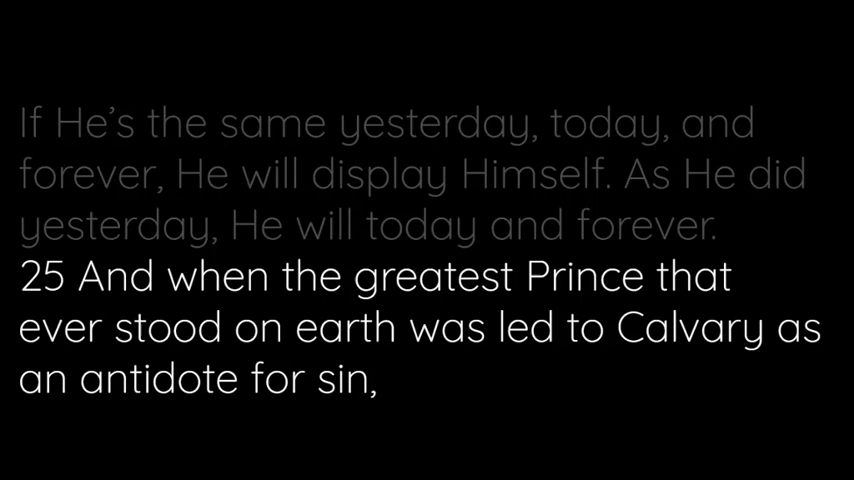 If He’s the same yesterday, today, and
forever, He will display Himself. As He did
yesterday, He will today and forever.
25 And when the greatest Prince that
ever stood on earth was led to Calvary as
an antidote for sin,